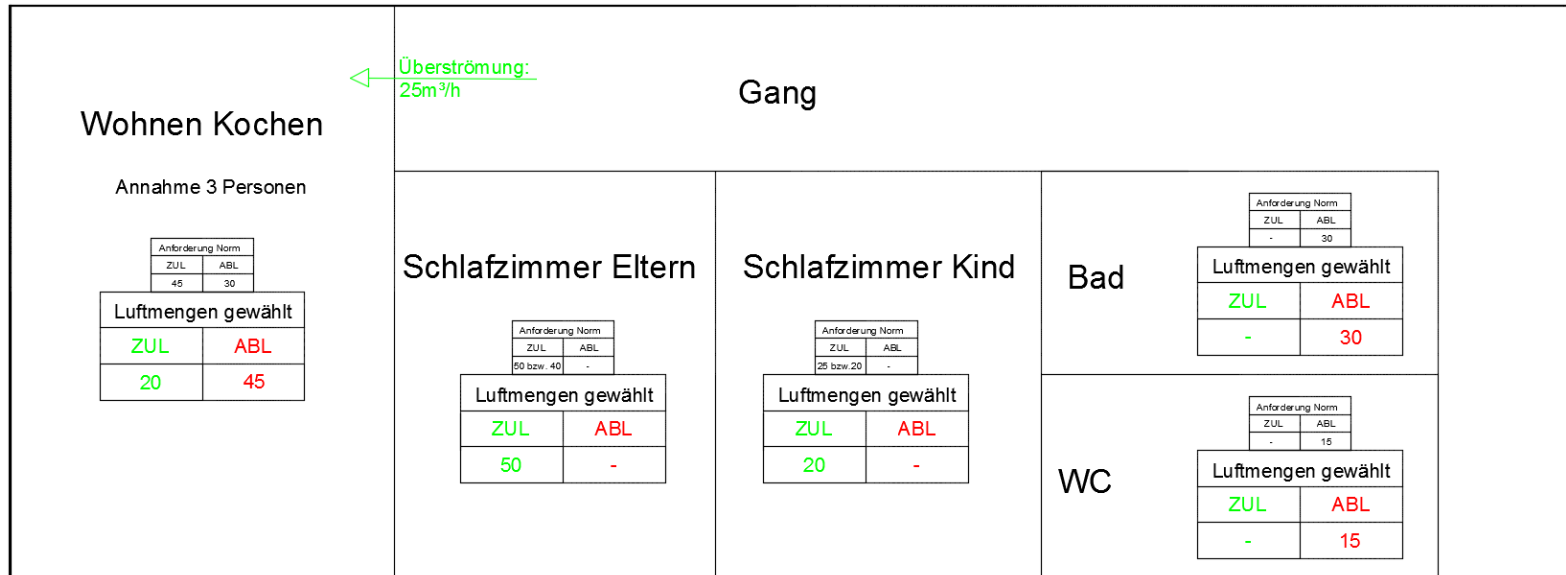 Überströmung:
25m³/h
Gang
Wohnen Kochen
Annahme 3 Personen
Anforderung Norm
ZUL ABL
45 30
Luftmengen gewählt
ZUL ABL
20 45
Schlafzimmer Eltern
Anforderung Norm
ZUL ABL
50 bzw. 40 -
Luftmengen gewählt
ZUL ABL
50 -
Schlafzimmer Kind
Anforderung Norm
ZUL ABL
25 bzw.20 -
Luftmengen gewählt
ZUL ABL
20 -
Bad
Anforderung Norm
ZUL ABL
- 30
Luftmengen gewählt
ZUL ABL
- 30
WC
Anforderung Norm
ZUL ABL
- 15
Luftmengen gewählt
ZUL ABL
- 15